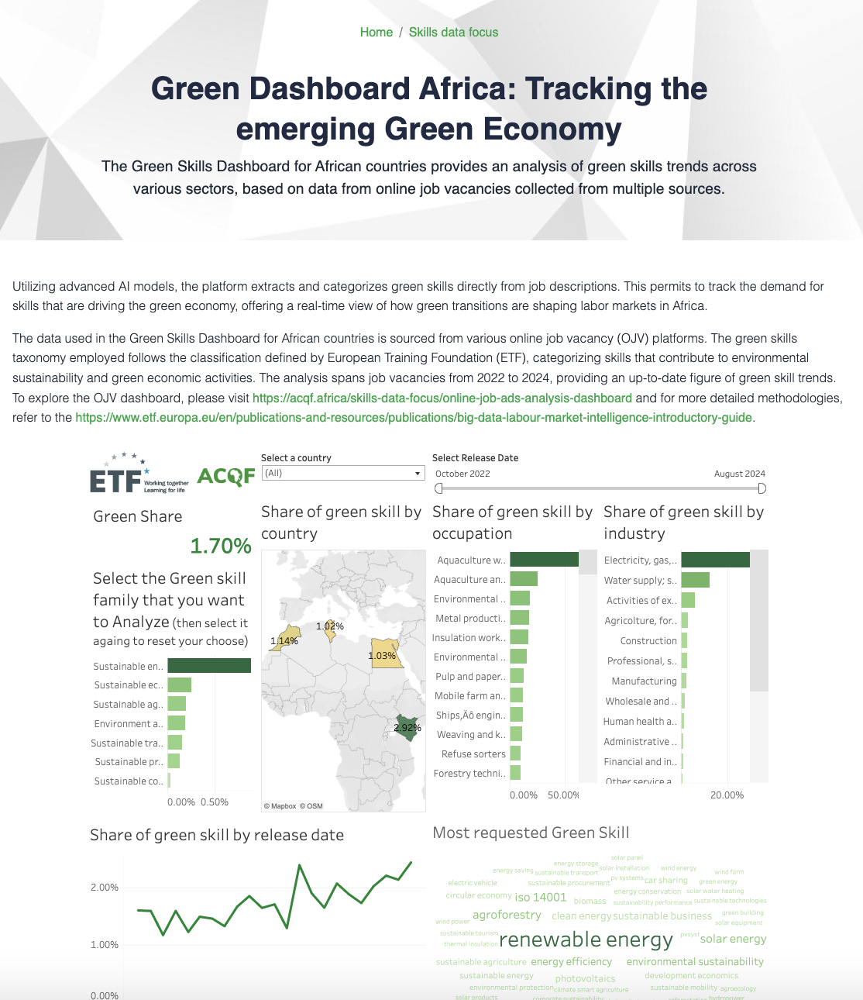 Home / Skills data focus
Green Dashboard Africa: Tracking the
emerging Green Economy
The Green Skills Dashboard for African countries provides an analysis of green skills trends across
various sectors, based on data from online job vacancies collected from multiple sources.
Utilizing advanced AI models, the platform extracts and categorizes green skills directly from job descriptions. This permits to track the demand for
skills that are driving the green economy, offering a real-time view of how green transitions are shaping labor markets in Africa.
The data used in the Green Skills Dashboard for African countries is sourced from various online job vacancy (OJV) platforms. The green skills
taxonomy employed follows the classification defined by European Training Foundation (ETF), categorizing skills that contribute to environmental
sustainability and green economic activities. The analysis spans job vacancies from 2022 to 2024, providing an up-to-date figure of green skill trends.
To explore the OJV dashboard, please visit https://acqf.africa/skills-data-focus/online-job-ads-analysis-dashboard and for more detailed methodologies,
refer to the https://www.etf.europa.eu/en/publications-and-resources/publications/big-data-labour-market-intelligence-introductory-guide.
ETF Working together
Learning for life
ACQF
Select a country
(All)
Select Release Date
October 2022 August 2024
Green Share
1.70%
Select the Green skill
family that you want
to Analyze (then select it
againg to reset your choose)
Sustainable en..
Sustainable ec..
Sustainable ag..
Environment a..
Sustainable tra..
Sustainable pr..
Sustainable co..
0.00% 0.50%
Share of green skill by
country
1.02%
1.14%
1.03%
2.92%
© Mapbox © OSM
Share of green skill by
occupation
Aquaculture w..
Aquaculture an..
Environmental ..
Metal producti..
Insulation work..
Environmental ..
Pulp and paper..
Mobile farm an..
Ships‚Äô engin..
Weaving and k..
Refuse sorters
Forestry techni..
0.00% 50.00%
Share of green skill by
industry
Electricity, gas,..
Water supply; s..
Activities of ex..
Agricolture, for..
Construction
Professional, s..
Manufacturing
Wholesale and ..
Human health a..
Administrative ..
Financial and in..
Other service a..
20.00%
Share of green skill by release date
2.00%
1.00%
0.00%
Most requested Green Skill
solar panel
energy storage
energy saving
sustainable transport
solar installation
wind energy
wind farm
electric vehicle
sustainable procurement
pv systems
car sharing
green energy
circular economy
iso 14001
biomass
energy conservation
solar water heating
sustainability performance
sustainable technologies
wind power
agroforestry
clean energy
sustainable business
green building
solar equipment
sustainable tourism
thermal insulation
renewable energy
pvsyst
solar energy
sustainable agriculture
energy efficiency
environmental sustainability
sustainable energy
photovoltaics
development economics
environmental protection
climate smart agriculture
sustainable mobility
agroecology
solar products
corporate sustainability
reforestation
hydropower